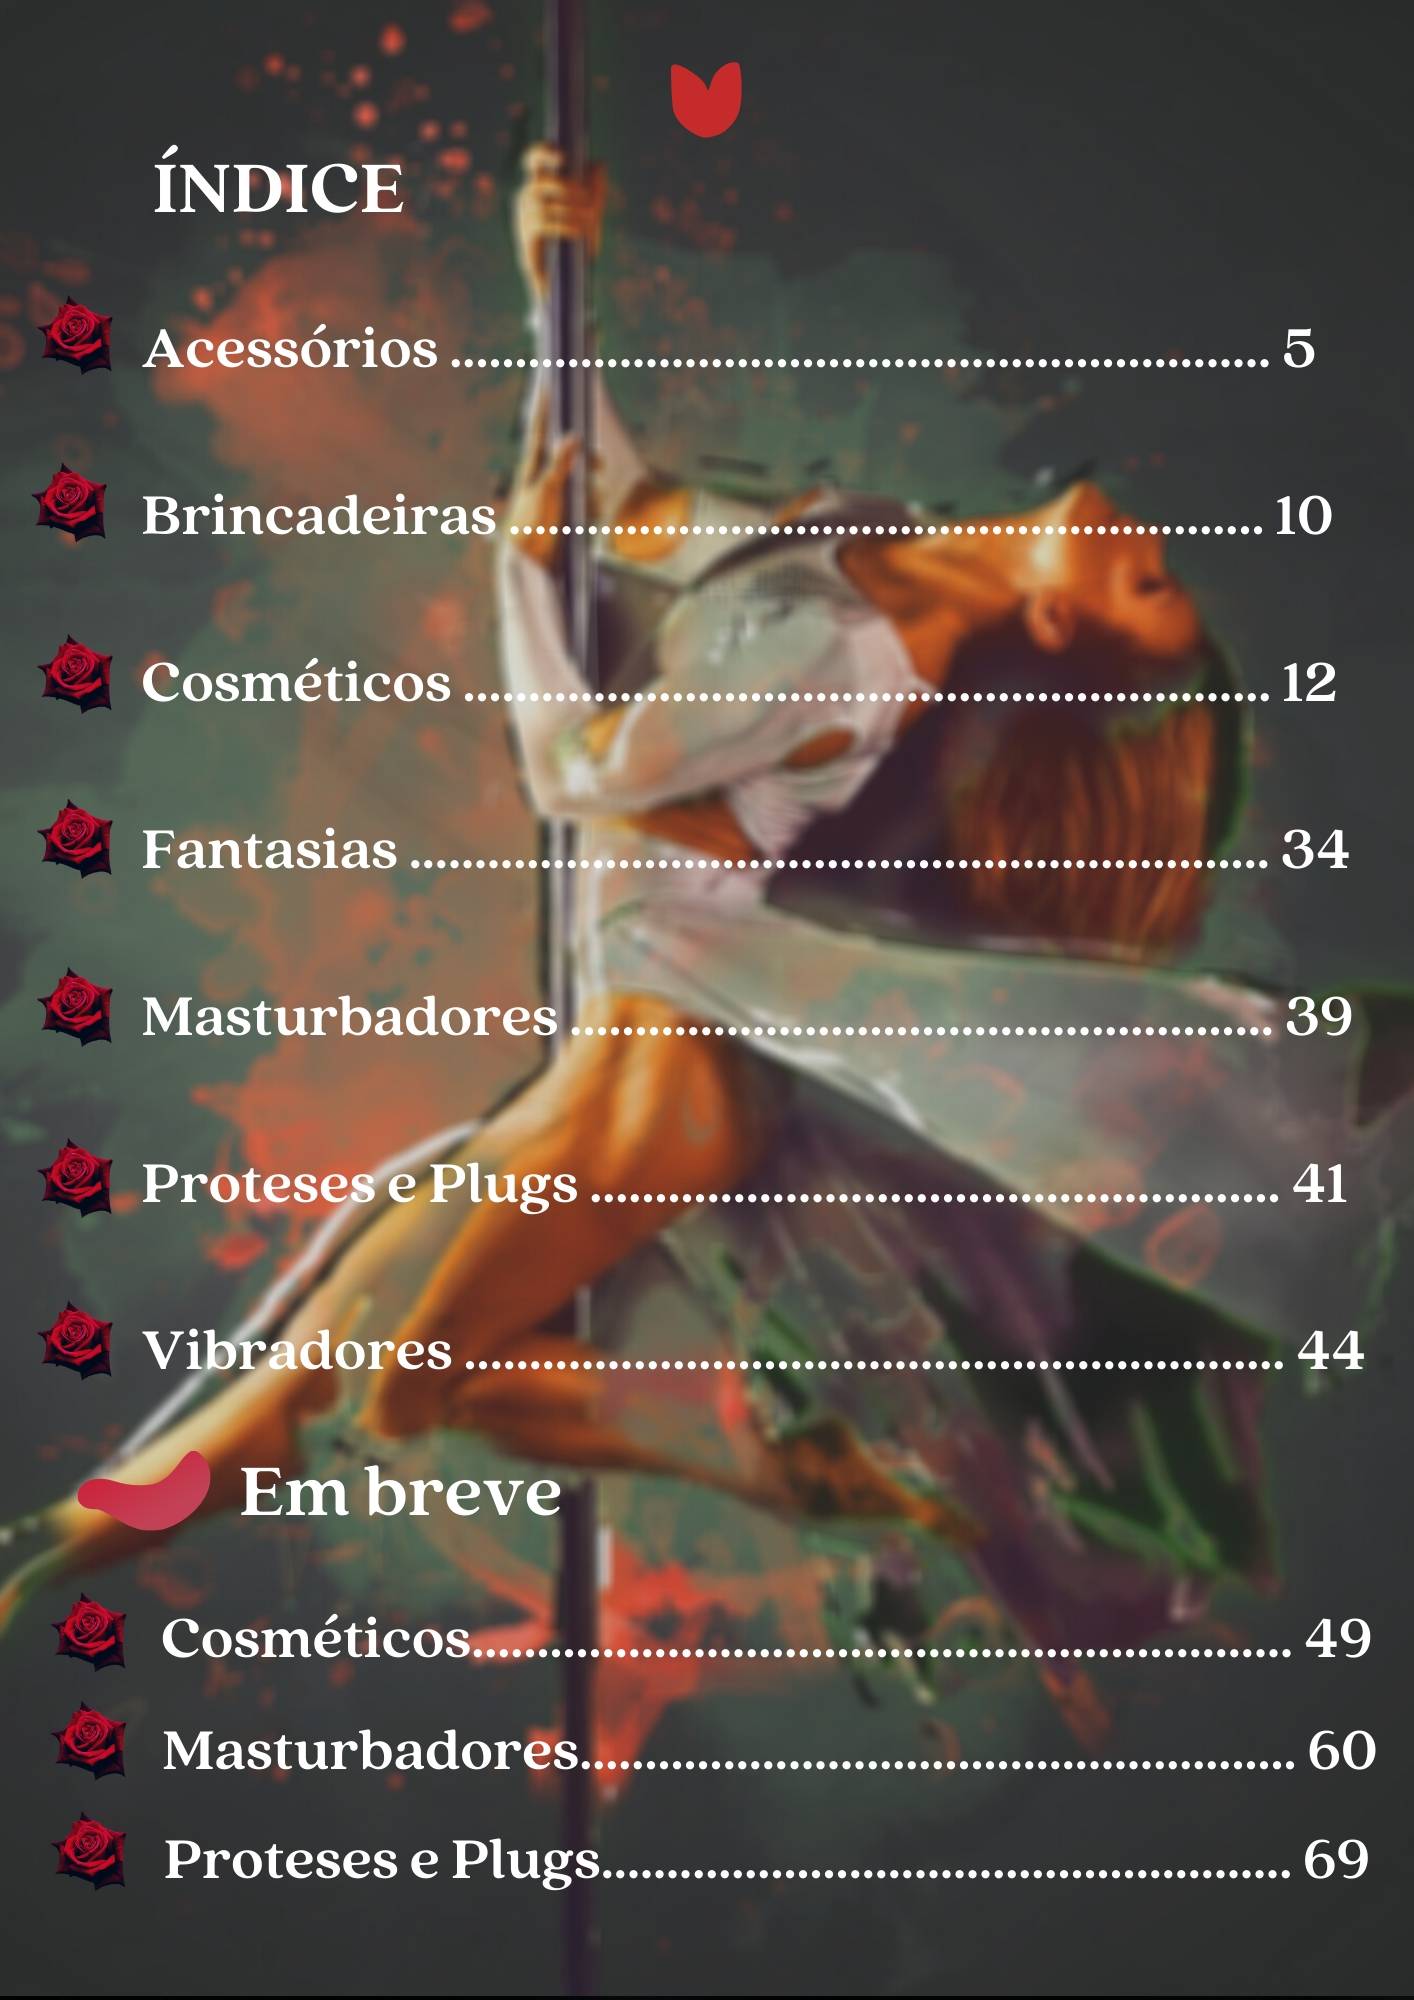 ÍNDICE
Acessórios ............................................................... 5
Brincadeiras .......................................................... 10
Cosméticos .............................................................. 12
Fantasias .................................................................. 34
Masturbadores ...................................................... 39
Proteses e Plugs ..................................................... 41
Vibradores ............................................................... 44
Em breve
Cosméticos............................................................... 49
Masturbadores....................................................... 60
Proteses e Plugs..................................................... 69